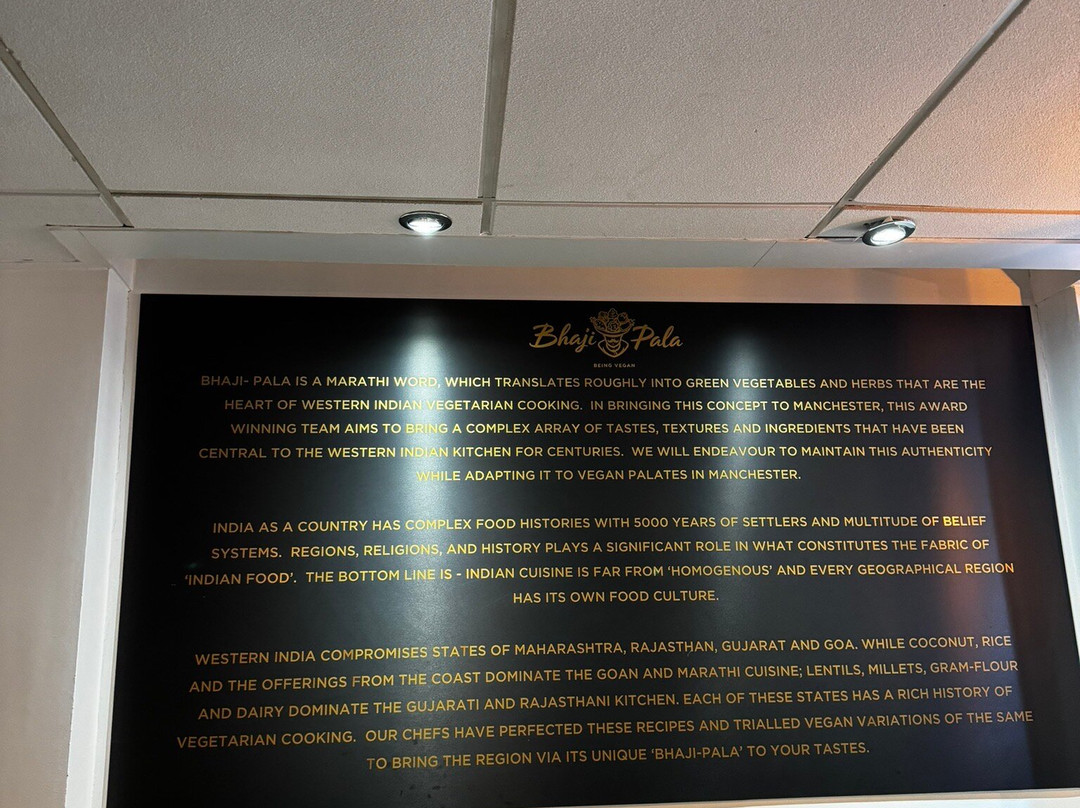 Bhaji Pala
BEING VEGAN
BHAJI- PALA IS A MARATHI WORD, WHICH TRANSLATES ROUGHLY INTO GREEN VEGETABLES AND HERBS THAT ARE THE
HEART OF WESTERN INDIAN VEGETARIAN COOKING. IN BRINGING THIS CONCEPT TO MANCHESTER, THIS AWARD
WINNING TEAM AIMS TO BRING A COMPLEX ARRAY OF TASTES, TEXTURES AND INGREDIENTS THAT HAVE BEEN
CENTRAL TO THE WESTERN INDIAN KITCHEN FOR CENTURIES. WE WILL ENDEAVOUR TO MAINTAIN THIS AUTHENTICITY
WHILE ADAPTING IT TO VEGAN PALATES IN MANCHESTER.
INDIA AS A COUNTRY HAS COMPLEX FOOD HISTORIES WITH 5000 YEARS OF SETTLERS AND MULTITUDE OF BELIEF
SYSTEMS. REGIONS, RELIGIONS, AND HISTORY PLAYS A SIGNIFICANT ROLE IN WHAT CONSTITUTES THE FABRIC OF
‘INDIAN FOOD’. THE BOTTOM LINE IS - INDIAN CUISINE IS FAR FROM ‘HOMOGENOUS’ AND EVERY GEOGRAPHICAL REGION
HAS ITS OWN FOOD CULTURE.
WESTERN INDIA COMPROMISES STATES OF MAHARASHTRA, RAJASTHAN, GUJARAT AND GOA. WHILE COCONUT, RICE
AND THE OFFERINGS FROM THE COAST DOMINATE THE GOAN AND MARATHI CUISINE; LENTILS, MILLETS, GRAM-FLOUR
AND DAIRY DOMINATE THE GUJARATI AND RAJASTHANI KITCHEN. EACH OF THESE STATES HAS A RICH HISTORY OF
VEGETARIAN COOKING. OUR CHEFS HAVE PERFECTED THESE RECIPES AND TRIALLED VEGAN VARIATIONS OF THE SAME
TO BRING THE REGION VIA ITS UNIQUE ‘BHAJI-PALA’ TO YOUR TASTES.